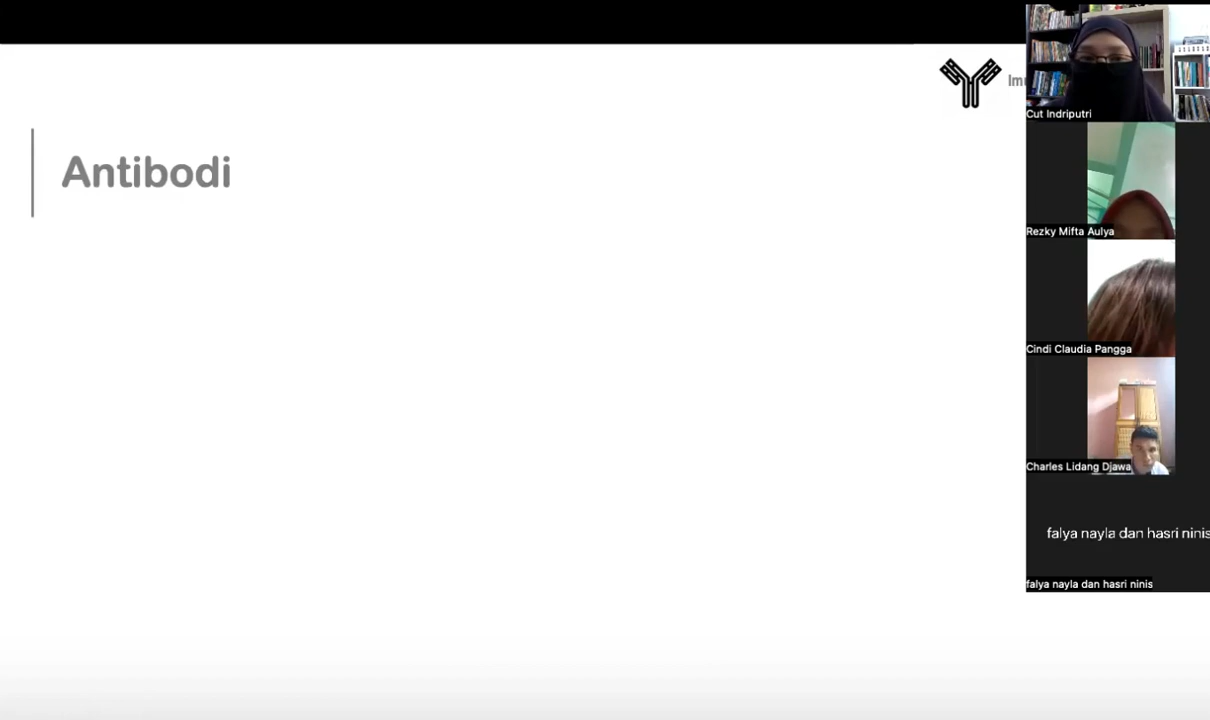 Antibodi
Cut Indriputri
Rezky Mifta Aulya
Cindi Claudia Pangga
Charles Lidang Djawa
falya nayla dan hasri ninis
falya nayla dan hasri ninis